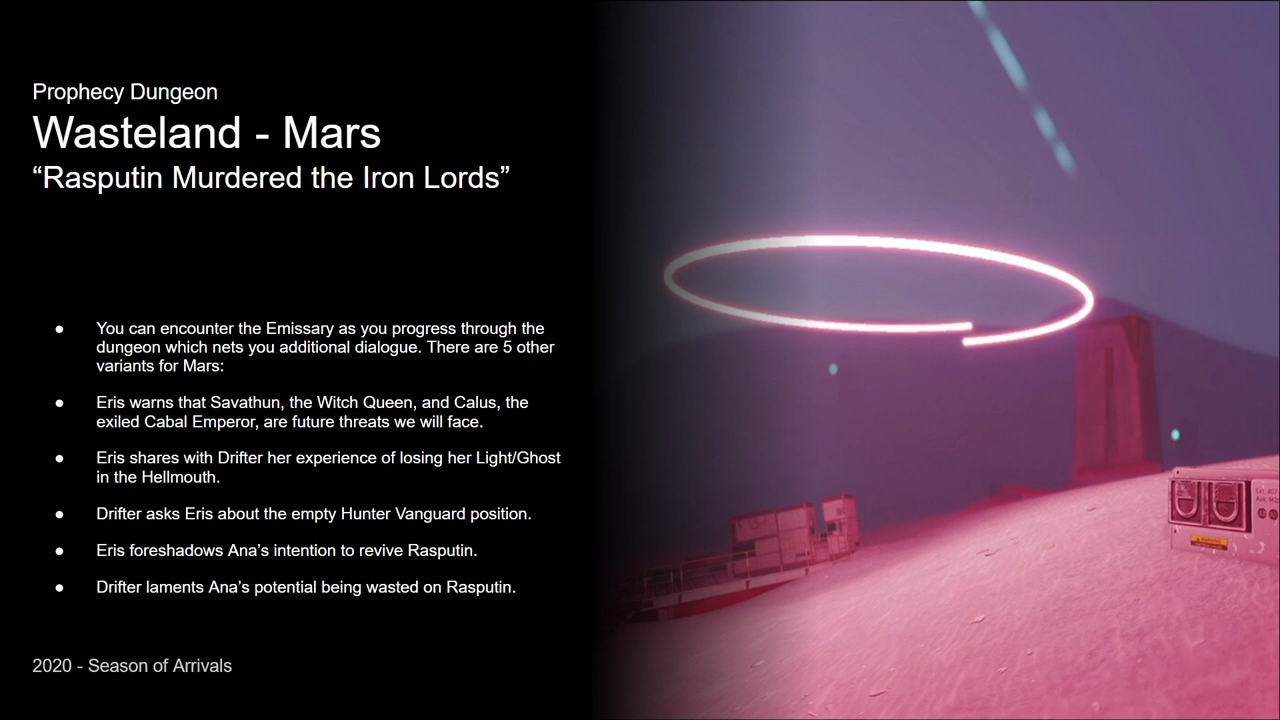 Prophecy Dungeon
Wasteland - Mars
“Rasputin Murdered the Iron Lords”
● You can encounter the Emissary as you progress through the
dungeon which nets you additional dialogue. There are 5 other
variants for Mars:
● Eris warns that Savathun, the Witch Queen, and Calus, the
exiled Cabal Emperor, are future threats we will face.
● Eris shares with Drifter her experience of losing her Light/Ghost
in the Hellmouth.
● Drifter asks Eris about the empty Hunter Vanguard position.
● Eris foreshadows Ana’s intention to revive Rasputin.
● Drifter laments Ana’s potential being wasted on Rasputin.
2020 - Season of Arrivals